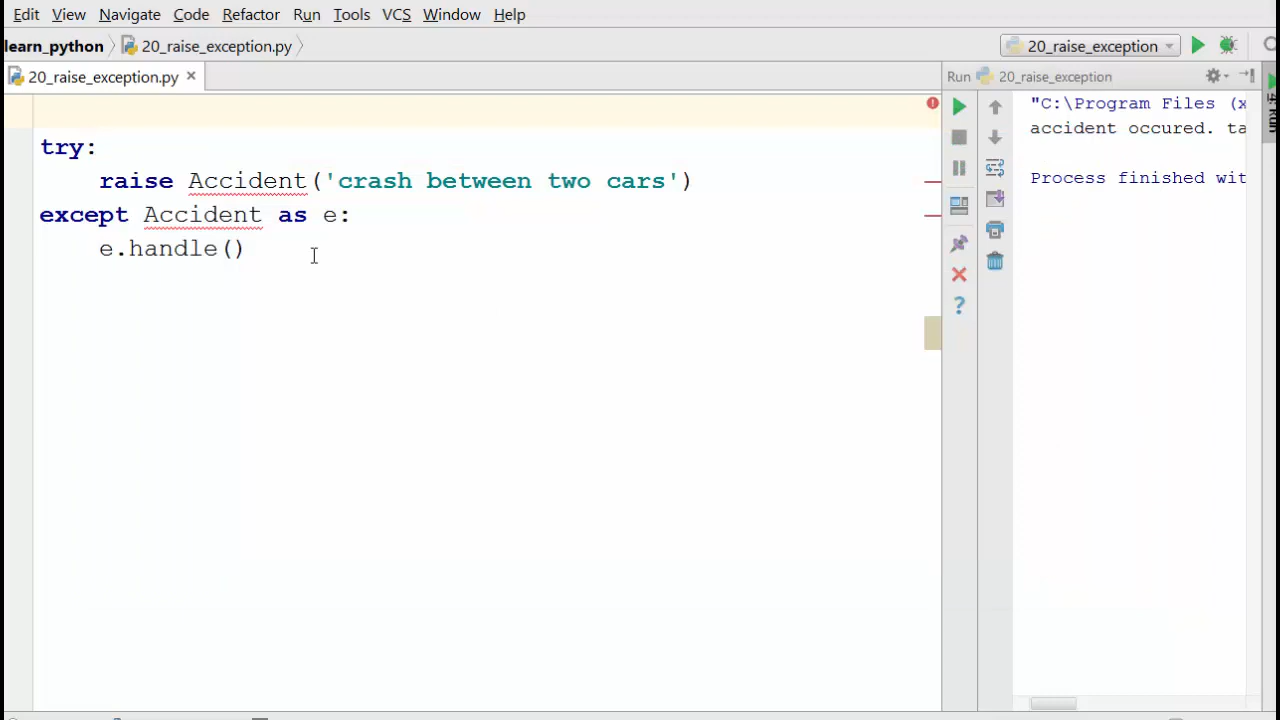 Edit View Navigate Code Refactor Run Tools VCS Window Help
learn_python 20_raise_exception.py 20_raise_exception
20_raise_exception.py Run 20_raise_exception
try:
raise Accident('crash between two cars')
except Accident as e:
e.handle()
"C:\Program Files (x
accident occured. ta
Process finished wit